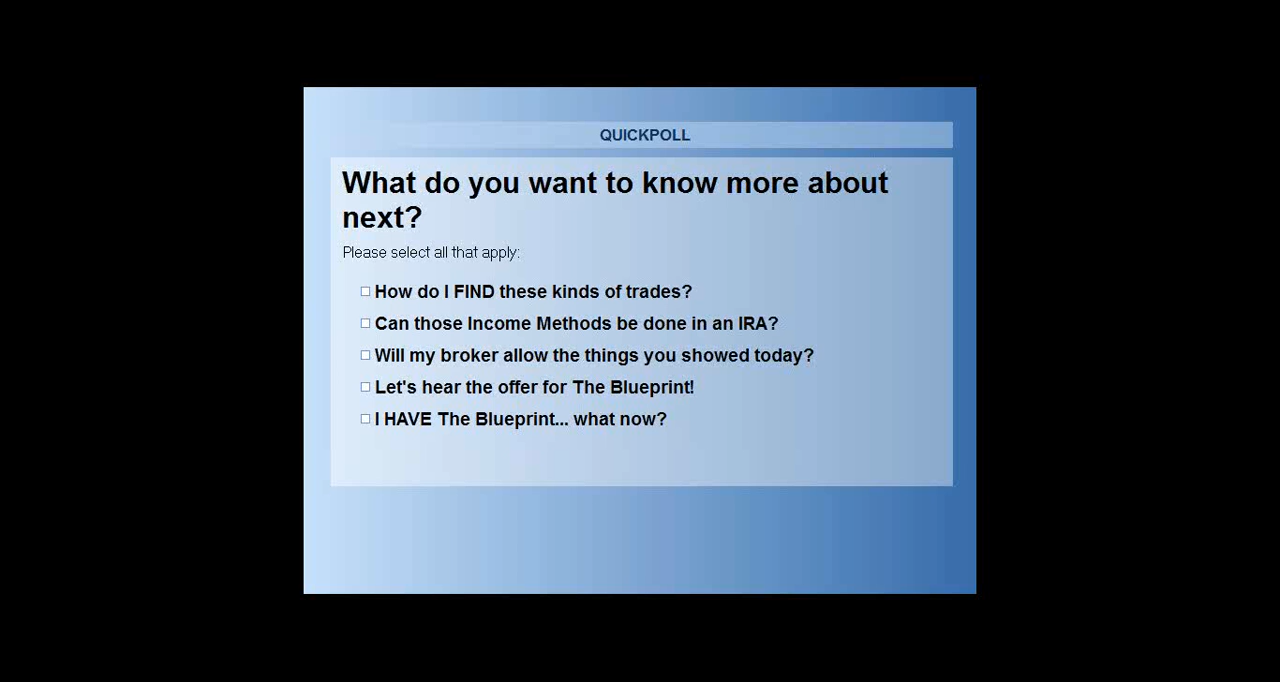 QUICKPOLL
What do you want to know more about
next?
Please select all that apply:
How do I FIND these kinds of trades?
Can those Income Methods be done in an IRA?
Will my broker allow the things you showed today?
Let's hear the offer for The Blueprint!
I HAVE The Blueprint... what now?